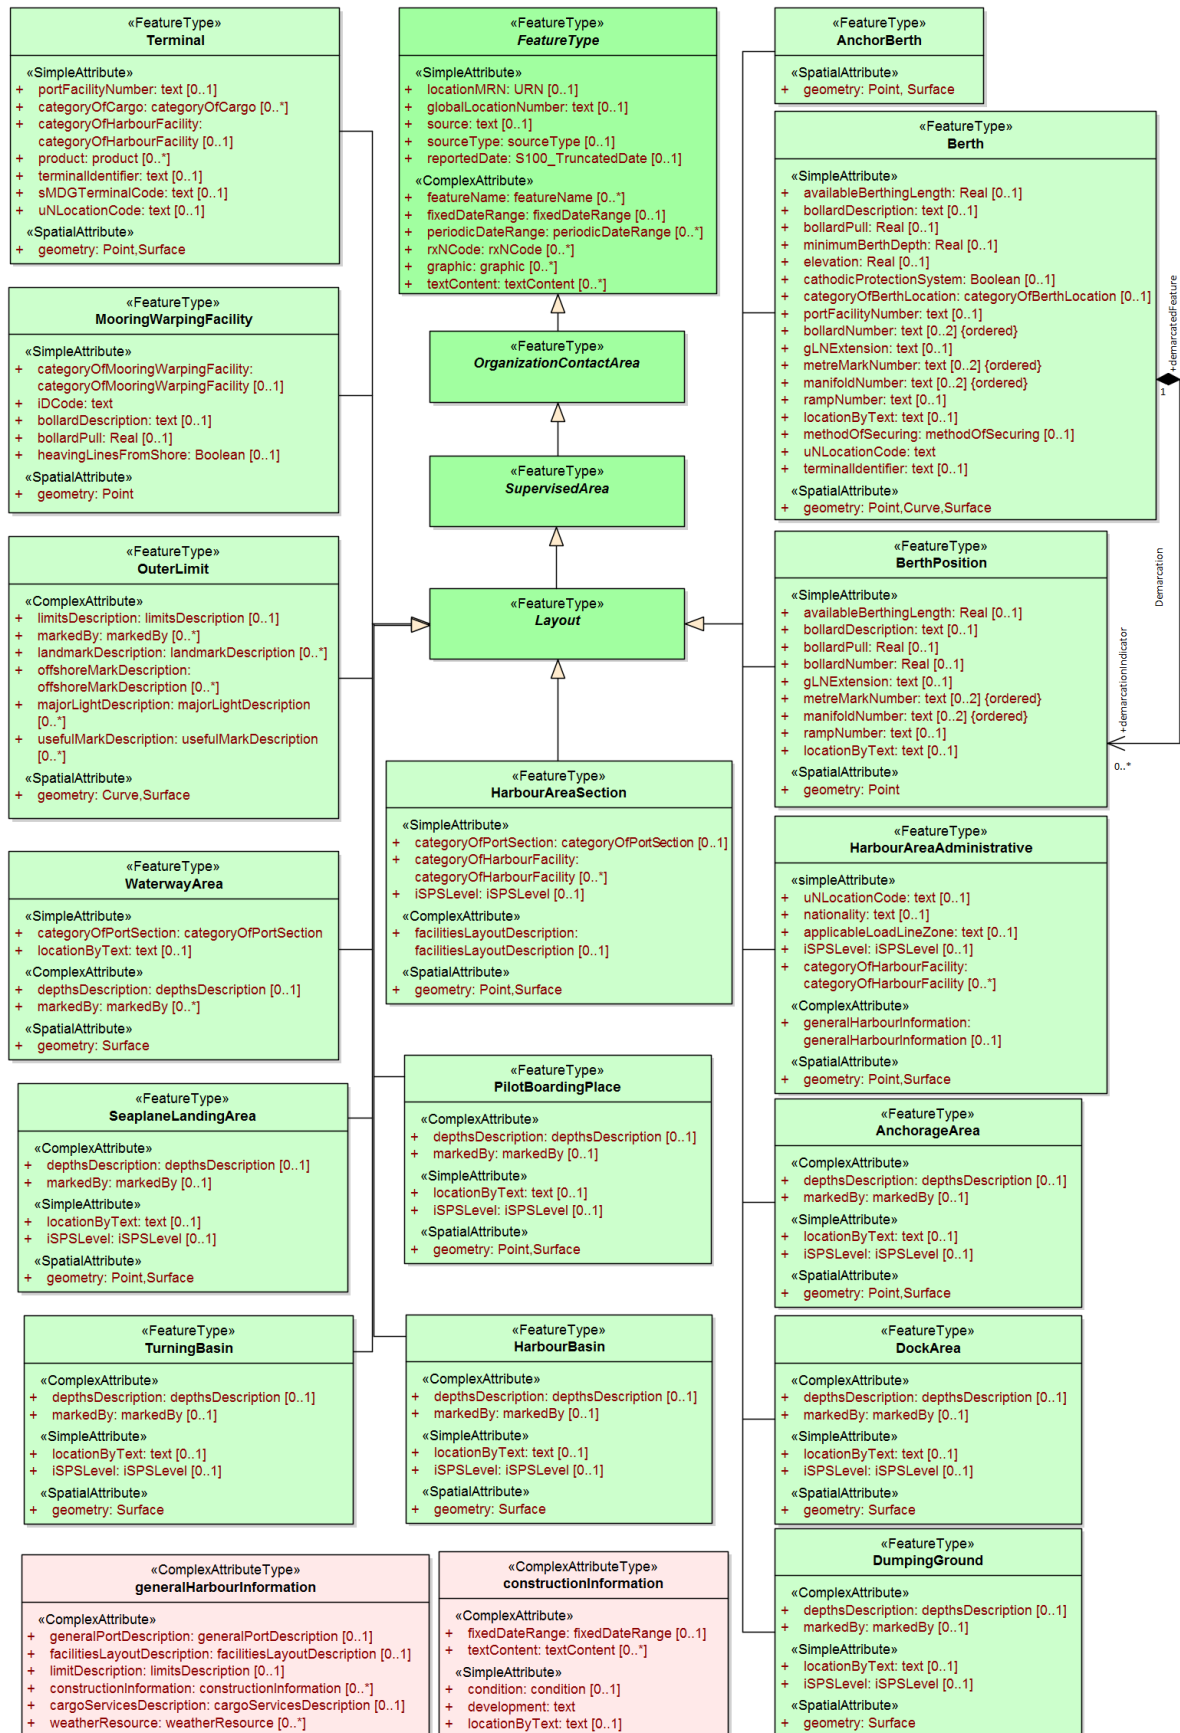 «FeatureType»
Terminal
«SimpleAttribute»
+ portFacilityNumber: text [0..1]
+ categoryOfCargo: categoryOfCargo [0..*]
+ categoryOfHarbourFacility:
categoryOfHarbourFacility [0..1]
+ product: product [0..*]
+ terminalIdentifier: text [0..1]
+ sMDGTerminalCode: text [0..1]
+ uNLocationCode: text [0..1]
«SpatialAttribute»
+ geometry: Point,Surface
«FeatureType»
MooringWarpingFacility
«SimpleAttribute»
+ categoryOfMooringWarpingFacility:
categoryOfMooringWarpingFacility [0..1]
+ iDCode: text
+ bollardDescription: text [0..1]
+ bollardPull: Real [0..1]
+ heavingLinesFromShore: Boolean [0..1]
«SpatialAttribute»
+ geometry: Point
«FeatureType»
OuterLimit
«ComplexAttribute»
+ limitsDescription: limitsDescription [0..1]
+ markedBy: markedBy [0..*]
+ landmarkDescription: landmarkDescription [0..*]
+ offshoreMarkDescription:
offshoreMarkDescription [0..*]
+ majorLightDescription: majorLightDescription
[0..*]
+ usefulMarkDescription: usefulMarkDescription
[0..*]
«SpatialAttribute»
+ geometry: Curve,Surface
«FeatureType»
WaterwayArea
«SimpleAttribute»
+ categoryOfPortSection: categoryOfPortSection
+ locationByText: text [0..1]
«ComplexAttribute»
+ depthsDescription: depthsDescription [0..1]
+ markedBy: markedBy [0..*]
«SpatialAttribute»
+ geometry: Surface
«FeatureType»
SeaplaneLandingArea
«ComplexAttribute»
+ depthsDescription: depthsDescription [0..1]
+ markedBy: markedBy [0..1]
«SimpleAttribute»
+ locationByText: text [0..1]
+ iSPSLevel: iSPSLevel [0..1]
«SpatialAttribute»
+ geometry: Point,Surface
«FeatureType»
TurningBasin
«ComplexAttribute»
+ depthsDescription: depthsDescription [0..1]
+ markedBy: markedBy [0..1]
«SimpleAttribute»
+ locationByText: text [0..1]
+ iSPSLevel: iSPSLevel [0..1]
«SpatialAttribute»
+ geometry: Surface
«ComplexAttributeType»
generalHarbourInformation
«ComplexAttribute»
+ generalPortDescription: generalPortDescription [0..1]
+ facilitiesLayoutDescription: facilitiesLayoutDescription [0..1]
+ limitDescription: limitsDescription [0..1]
+ constructionInformation: constructionInformation [0..*]
+ cargoServicesDescription: cargoServicesDescription [0..1]
+ weatherResource: weatherResource [0..*]
«FeatureType»
FeatureType
«SimpleAttribute»
+ locationMRN: URN [0..1]
+ globalLocationNumber: text [0..1]
+ source: text [0..1]
+ sourceType: sourceType [0..1]
+ reportedDate: S100_TruncatedDate [0..1]
«ComplexAttribute»
+ featureName: featureName [0..*]
+ fixedDateRange: fixedDateRange [0..1]
+ periodicDateRange: periodicDateRange [0..*]
+ rxNCode: rxNCode [0..*]
+ graphic: graphic [0..*]
+ textContent: textContent [0..*]
«FeatureType»
OrganizationContactArea
«FeatureType»
SupervisedArea
«FeatureType»
Layout
«FeatureType»
HarbourAreaSection
«SimpleAttribute»
+ categoryOfPortSection: categoryOfPortSection [0..1]
+ categoryOfHarbourFacility:
categoryOfHarbourFacility [0..*]
+ iSPSLevel: iSPSLevel [0..1]
«ComplexAttribute»
+ facilitiesLayoutDescription:
facilitiesLayoutDescription [0..1]
«SpatialAttribute»
+ geometry: Point,Surface
«FeatureType»
PilotBoardingPlace
«ComplexAttribute»
+ depthsDescription: depthsDescription [0..1]
+ markedBy: markedBy [0..1]
«SimpleAttribute»
+ locationByText: text [0..1]
+ iSPSLevel: iSPSLevel [0..1]
«SpatialAttribute»
+ geometry: Point,Surface
«FeatureType»
HarbourBasin
«ComplexAttribute»
+ depthsDescription: depthsDescription [0..1]
+ markedBy: markedBy [0..1]
«SimpleAttribute»
+ locationByText: text [0..1]
+ iSPSLevel: iSPSLevel [0..1]
«SpatialAttribute»
+ geometry: Surface
«ComplexAttributeType»
constructionInformation
«ComplexAttribute»
+ fixedDateRange: fixedDateRange [0..1]
+ textContent: textContent [0..*]
«SimpleAttribute»
+ condition: condition [0..1]
+ development: text
+ locationByText: text [0..1]
«FeatureType»
AnchorBerth
«SpatialAttribute»
+ geometry: Point, Surface
«FeatureType»
Berth
«SimpleAttribute»
+ availableBerthingLength: Real [0..1]
+ bollardDescription: text [0..1]
+ bollardPull: Real [0..1]
+ minimumBerthDepth: Real [0..1]
+ elevation: Real [0..1]
+ cathodicProtectionSystem: Boolean [0..1]
+ categoryOfBerthLocation: categoryOfBerthLocation [0..1]
+ portFacilityNumber: text [0..1]
+ bollardNumber: text [0..2] {ordered}
+ gLNExtension: text [0..1]
+ metreMarkNumber: text [0..2] {ordered}
+ manifoldNumber: text [0..2] {ordered}
+ rampNumber: text [0..1]
+ locationByText: text [0..1]
+ methodOfSecuring: methodOfSecuring [0..1]
+ uNLocationCode: text
+ terminalIdentifier: text [0..1]
«SpatialAttribute»
+ geometry: Point,Curve,Surface
+demarcatedFeature
1
Demarcation
+demarcationIndicator
0..*
«FeatureType»
BerthPosition
«SimpleAttribute»
+ availableBerthingLength: Real [0..1]
+ bollardDescription: text [0..1]
+ bollardPull: Real [0..1]
+ bollardNumber: Real [0..1]
+ gLNExtension: text [0..1]
+ metreMarkNumber: text [0..2] {ordered}
+ manifoldNumber: text [0..2] {ordered}
+ rampNumber: text [0..1]
+ locationByText: text [0..1]
«SpatialAttribute»
+ geometry: Point
«FeatureType»
HarbourAreaAdministrative
«simpleAttribute»
+ uNLocationCode: text [0..1]
+ nationality: text [0..1]
+ applicableLoadLineZone: text [0..1]
+ iSPSLevel: iSPSLevel [0..1]
+ categoryOfHarbourFacility:
categoryOfHarbourFacility [0..*]
«ComplexAttribute»
+ generalHarbourInformation:
generalHarbourInformation [0..1]
«SpatialAttribute»
+ geometry: Point,Surface
«FeatureType»
AnchorageArea
«ComplexAttribute»
+ depthsDescription: depthsDescription [0..1]
+ markedBy: markedBy [0..1]
«SimpleAttribute»
+ locationByText: text [0..1]
+ iSPSLevel: iSPSLevel [0..1]
«SpatialAttribute»
+ geometry: Point,Surface
«FeatureType»
DockArea
«ComplexAttribute»
+ depthsDescription: depthsDescription [0..1]
+ markedBy: markedBy [0..1]
«SimpleAttribute»
+ locationByText: text [0..1]
+ iSPSLevel: iSPSLevel [0..1]
«SpatialAttribute»
+ geometry: Surface
«FeatureType»
DumpingGround
«ComplexAttribute»
+ depthsDescription: depthsDescription [0..1]
+ markedBy: markedBy [0..1]
«SimpleAttribute»
+ locationByText: text [0..1]
+ iSPSLevel: iSPSLevel [0..1]
«SpatialAttribute»
+ geometry: Surface